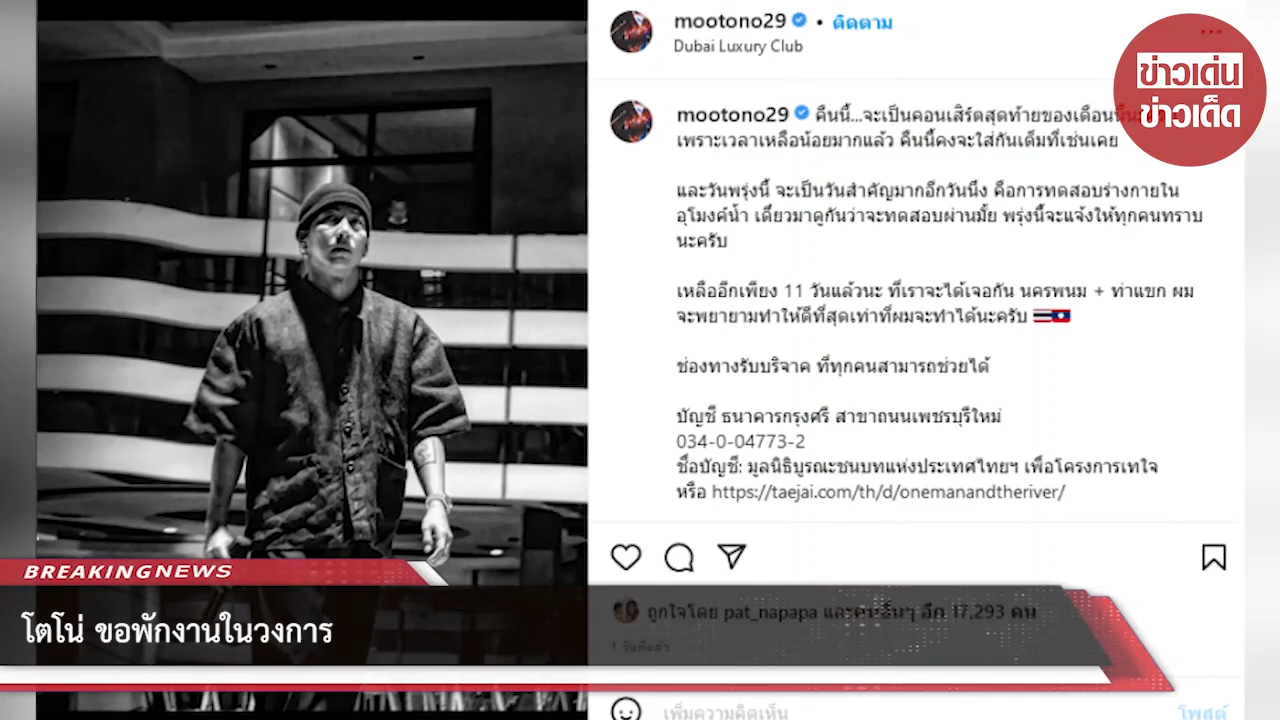 mootono29 • ติดตาม
Dubai Luxury Club
ข่าวเด่น
ข่าวเด็ด
mootono29 คืนนี้...จะเป็นคอนเสิร์ตสุดท้ายของเดือนนี้
เพราะเวลาเหลือน้อยมากแล้ว คืนนี้คงจะใส่กันเต็มที่เช่นเคย
และวันพรุ่งนี้ จะเป็นวันสำคัญมากอีกวันนึง คือการทดสอบร่างกายใน
อุโมงค์น้ำ เดี๋ยวมาดูกันว่าจะทดสอบผ่านมั้ย พรุ่งนี้จะแจ้งให้ทุกคนทราบ
นะครับ
เหลืออีกเพียง 11 วันแล้วนะ ที่เราจะได้เจอกัน นครพนม + ท่าแขก ผม
จะพยายามทำให้ดีที่สุดเท่าที่ผมจะทำได้นะครับ 🇹🇭🇱🇦
ช่องทางรับบริจาค ที่ทุกคนสามารถช่วยได้
บัญชี ธนาคารกรุงศรี สาขาถนนเพชรบุรีใหม่
034-0-04773-2
ชื่อบัญชี: มูลนิธิบูรณะชนบทแห่งประเทศไทยฯ เพื่อโครงการเทใจ
หรือ https://taejai.com/th/d/onemanandtheriver/
BREAKING NEWS
โตโน่ ขอพักงานในวงการ
ถูกใจโดย pat_napapa และคนอื่นๆ อีก 17,293 คน
1 วันที่แล้ว
เพิ่มความคิดเห็น
โพสต์